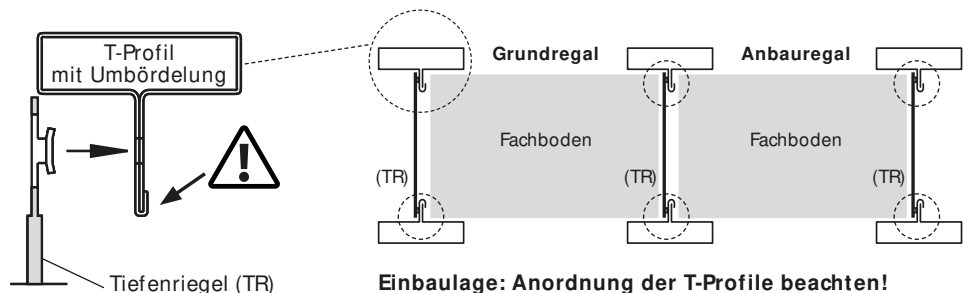 T-Profil
mit Umbördelung
Tiefenriegel (TR)
Grundregal
Anbauregal
Fachboden
Fachboden
(TR)
(TR)
(TR)
Einbaulage: Anordnung der T-Profile beachten!